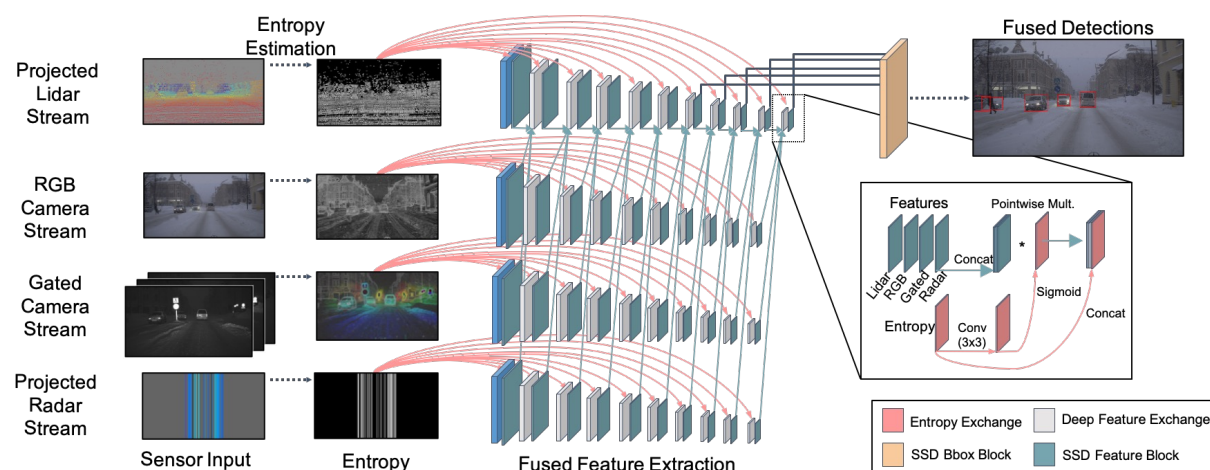 Entropy
Estimation
Fused Detections
Projected
Lidar
Stream
RGB
Camera
Stream
Gated
Camera
Stream
Projected
Radar
Stream
Sensor Input
Entropy
Fused Feature Extraction
Features
Pointwise Mult.
*
Concat
Lidar
RGB
Gated
Radar
Sigmoid
Entropy
Conv
(3x3)
Concat
Entropy Exchange
Deep Feature Exchange
SSD Bbox Block
SSD Feature Block